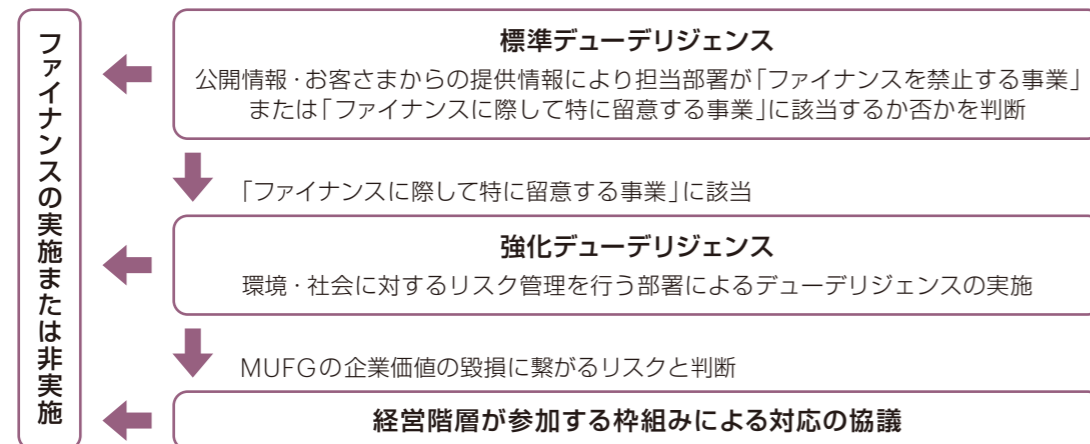 ファイナンスの実施または非実施
標準デューデリジェンス
公開情報・お客さまからの提供情報により担当部署が「ファイナンスを禁止する事業」
または「ファイナンスに際して特に留意する事業」に該当するか否かを判断
「ファイナンスに際して特に留意する事業」に該当
強化デューデリジェンス
環境・社会に対するリスク管理を行う部署によるデューデリジェンスの実施
MUFGの企業価値の毀損に繋がるリスクと判断
経営階層が参加する枠組みによる対応の協議